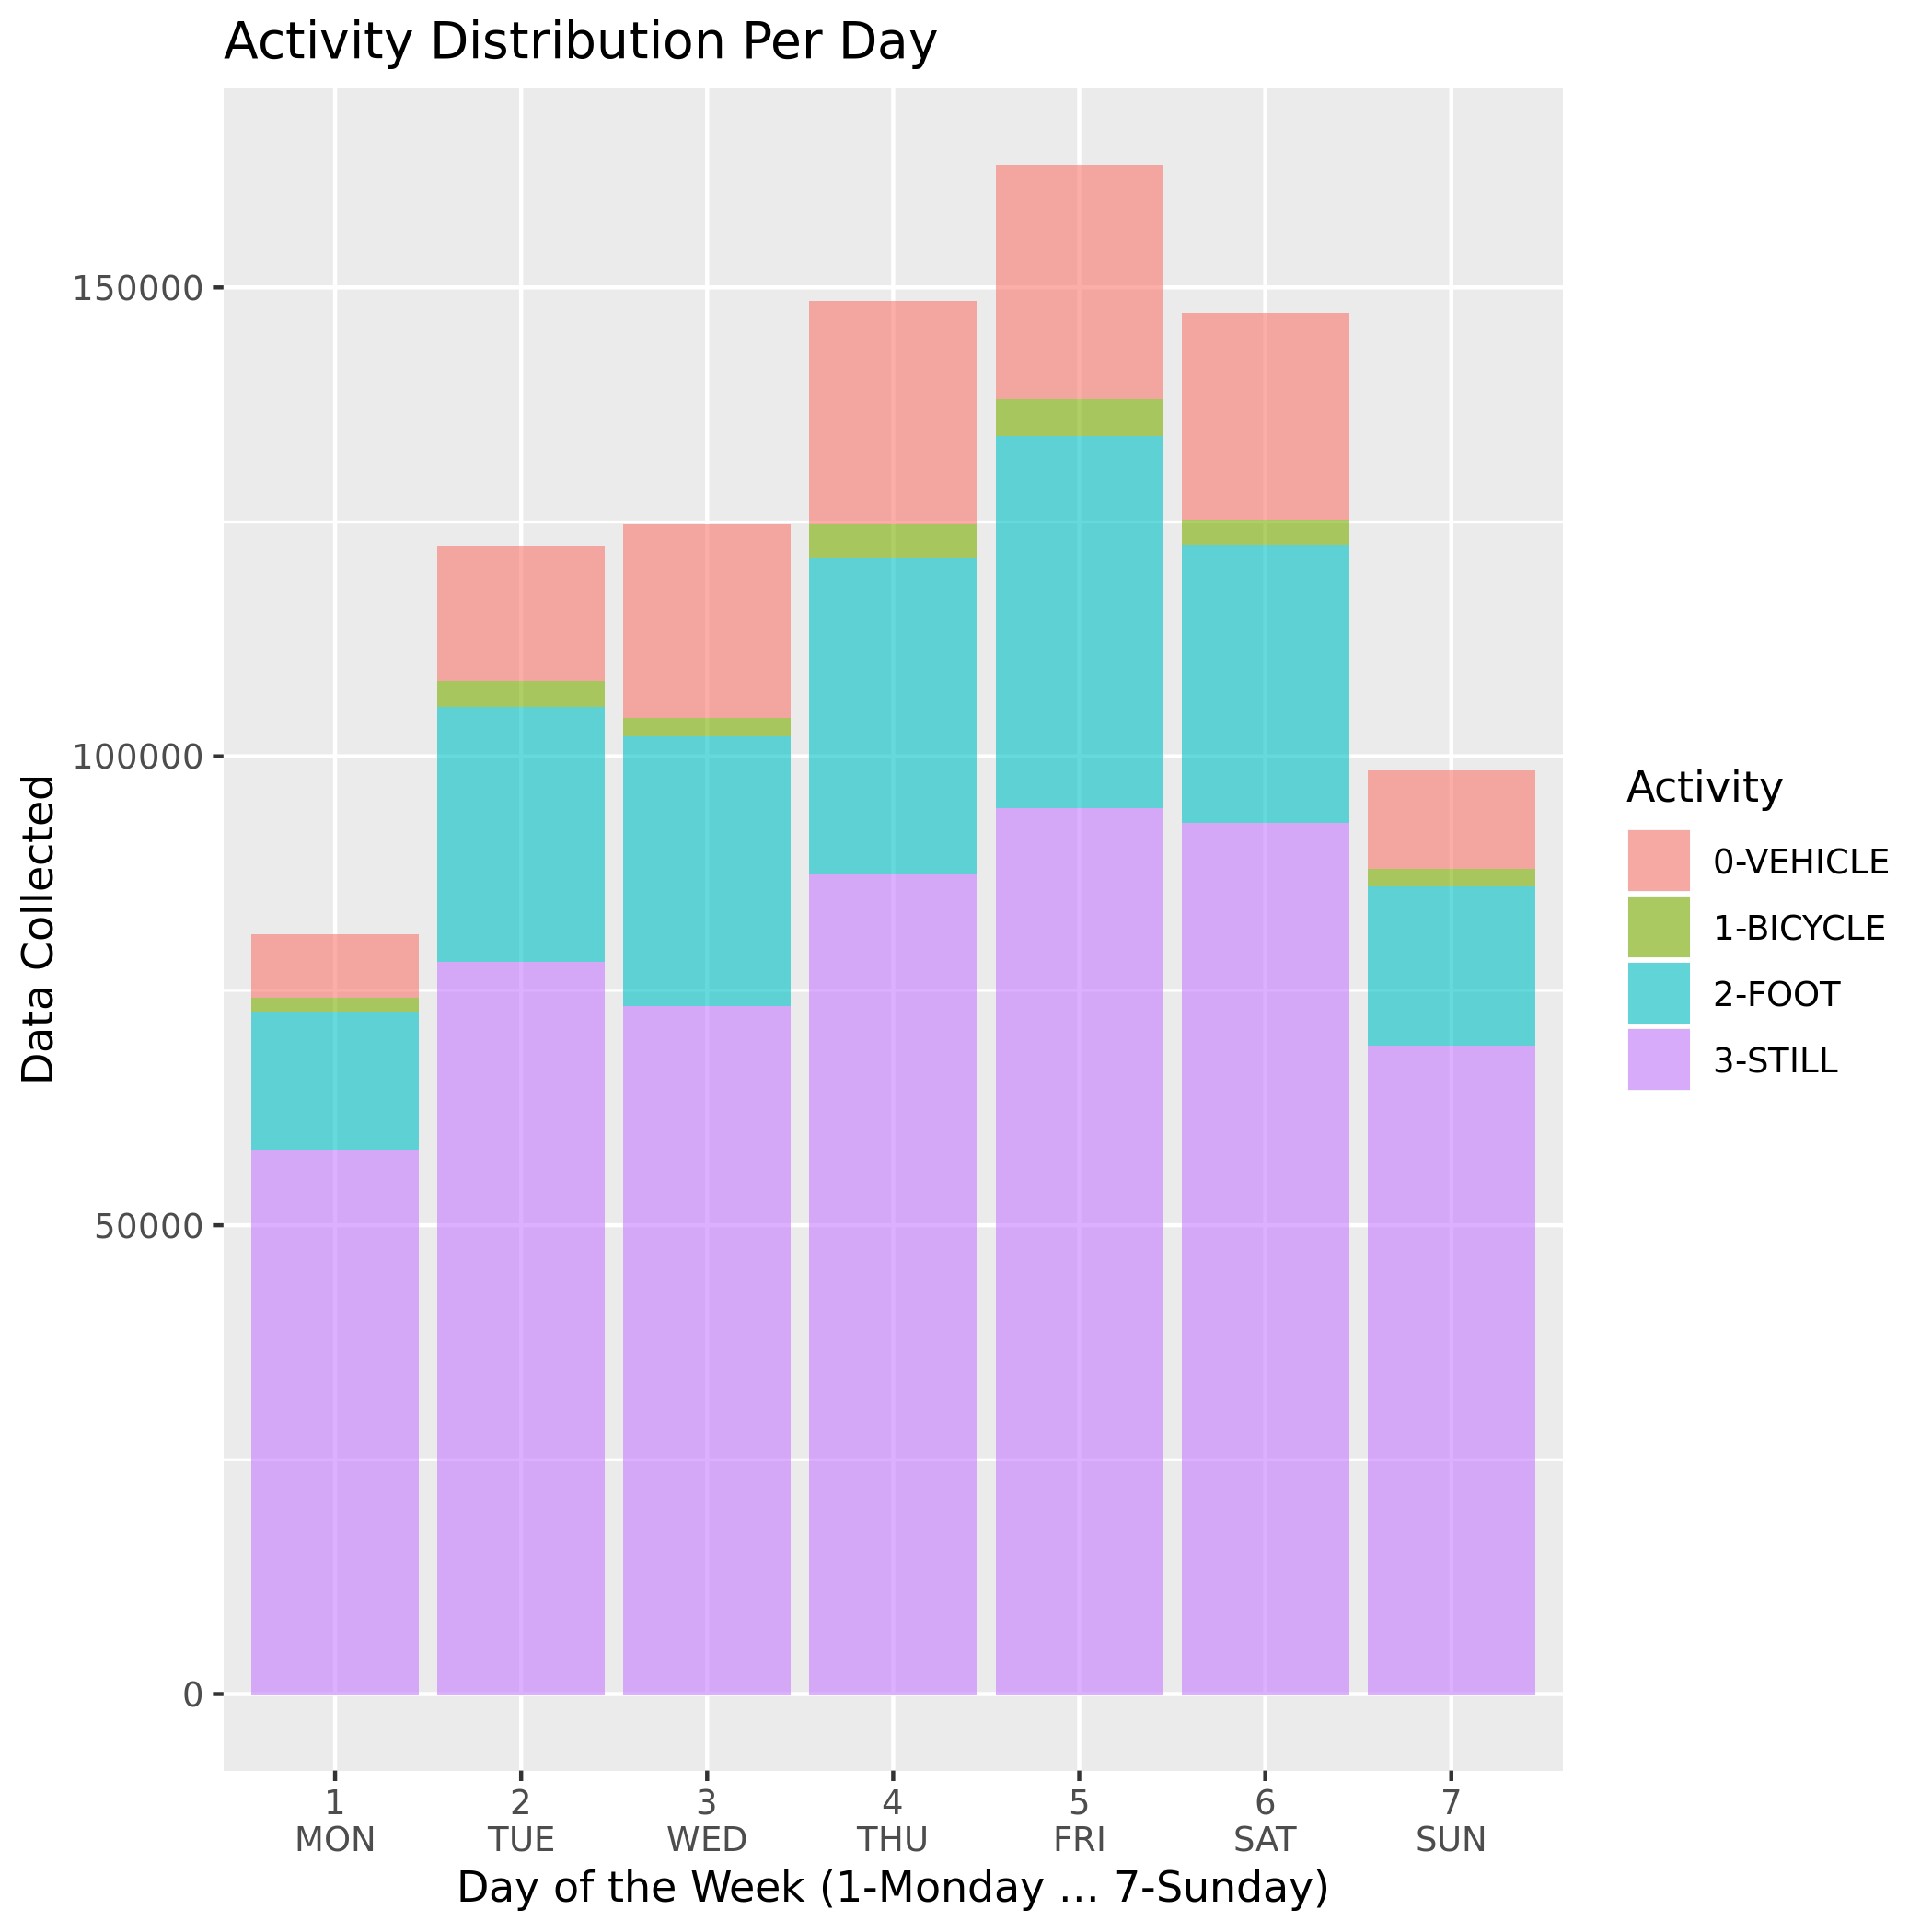 Activity Distribution Per Day
Data Collected
150000
100000
50000
0
1
MON
2
TUE
3
WED
4
THU
5
FRI
6
SAT
7
SUN
Day of the Week (1-Monday ... 7-Sunday)
Activity
0-VEHICLE
1-BICYCLE
2-FOOT
3-STILL